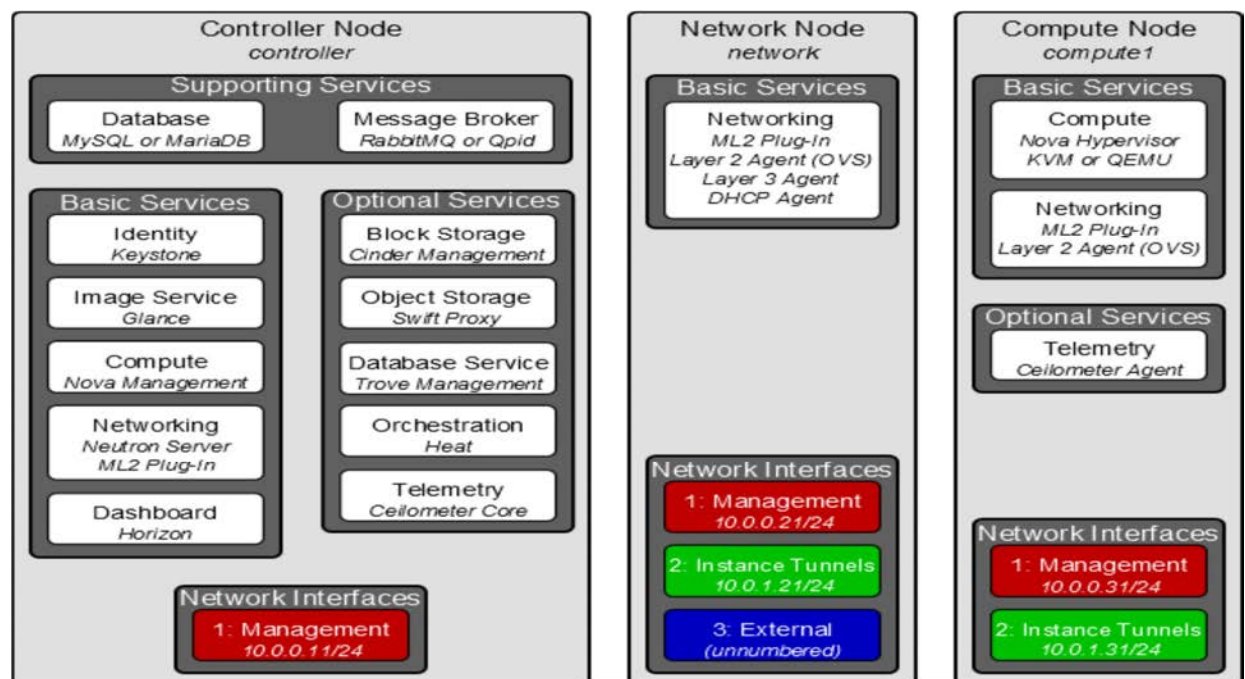 Controller Node
controller
Supporting Services
Database
MySQL or MariaDB
Message Broker
RabbitMQ or Qpid
Basic Services
Identity
Keystone
Image Service
Glance
Compute
Nova Management
Networking
Neutron Server
ML2 Plug-In
Dashboard
Horizon
Optional Services
Block Storage
Cinder Management
Object Storage
Swift Proxy
Database Service
Trove Management
Orchestration
Heat
Telemetry
Ceilometer Core
Network Interfaces
1: Management
10.0.0.11/24
Network Node
network
Basic Services
Networking
ML2 Plug-In
Layer 2 Agent (OVS)
Layer 3 Agent
DHCP Agent
Network Interfaces
1: Management
10.0.0.21/24
2: Instance Tunnels
10.0.1.21/24
3: External
(unnumbered)
Compute Node
compute1
Basic Services
Compute
Nova Hypervisor
KVM or QEMU
Networking
ML2 Plug-In
Layer 2 Agent (OVS)
Optional Services
Telemetry
Ceilometer Agent
Network Interfaces
1: Management
10.0.0.31/24
2: Instance Tunnels
10.0.1.31/24